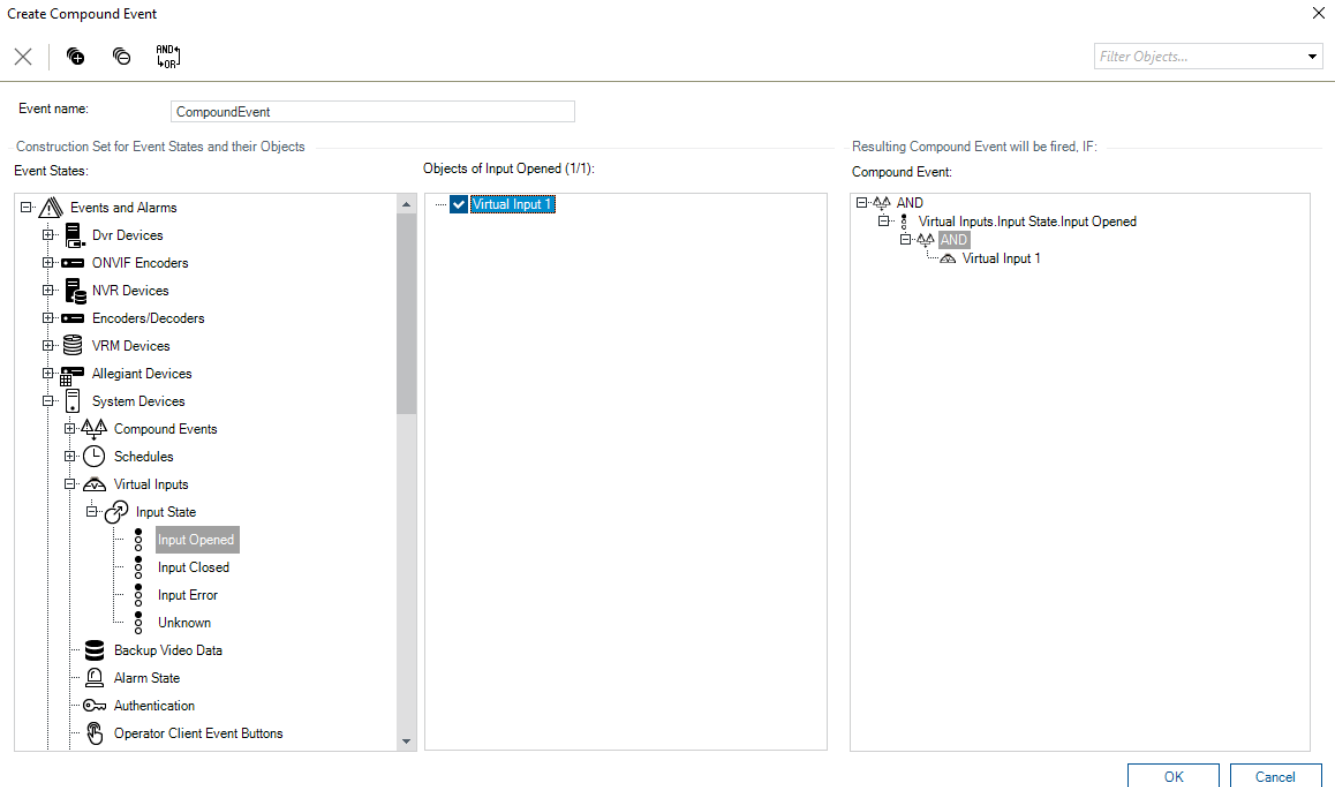 Create Compound Event
AND
OR
Filter Objects...
Event name:
CompoundEvent
Construction Set for Event States and their Objects
Event States:
Events and Alarms
Dvr Devices
ONVIF Encoders
NVR Devices
Encoders/Decoders
VRM Devices
Allegiant Devices
System Devices
Compound Events
Schedules
Virtual Inputs
Input State
Input Opened
Input Closed
Input Error
Unknown
Backup Video Data
Alarm State
Authentication
Operator Client Event Buttons
Objects of Input Opened (1/1):
Virtual Input 1
Resulting Compound Event will be fired, IF:
Compound Event:
AND
Virtual Inputs.Input State.Input Opened
AND
Virtual Input 1
OK
Cancel